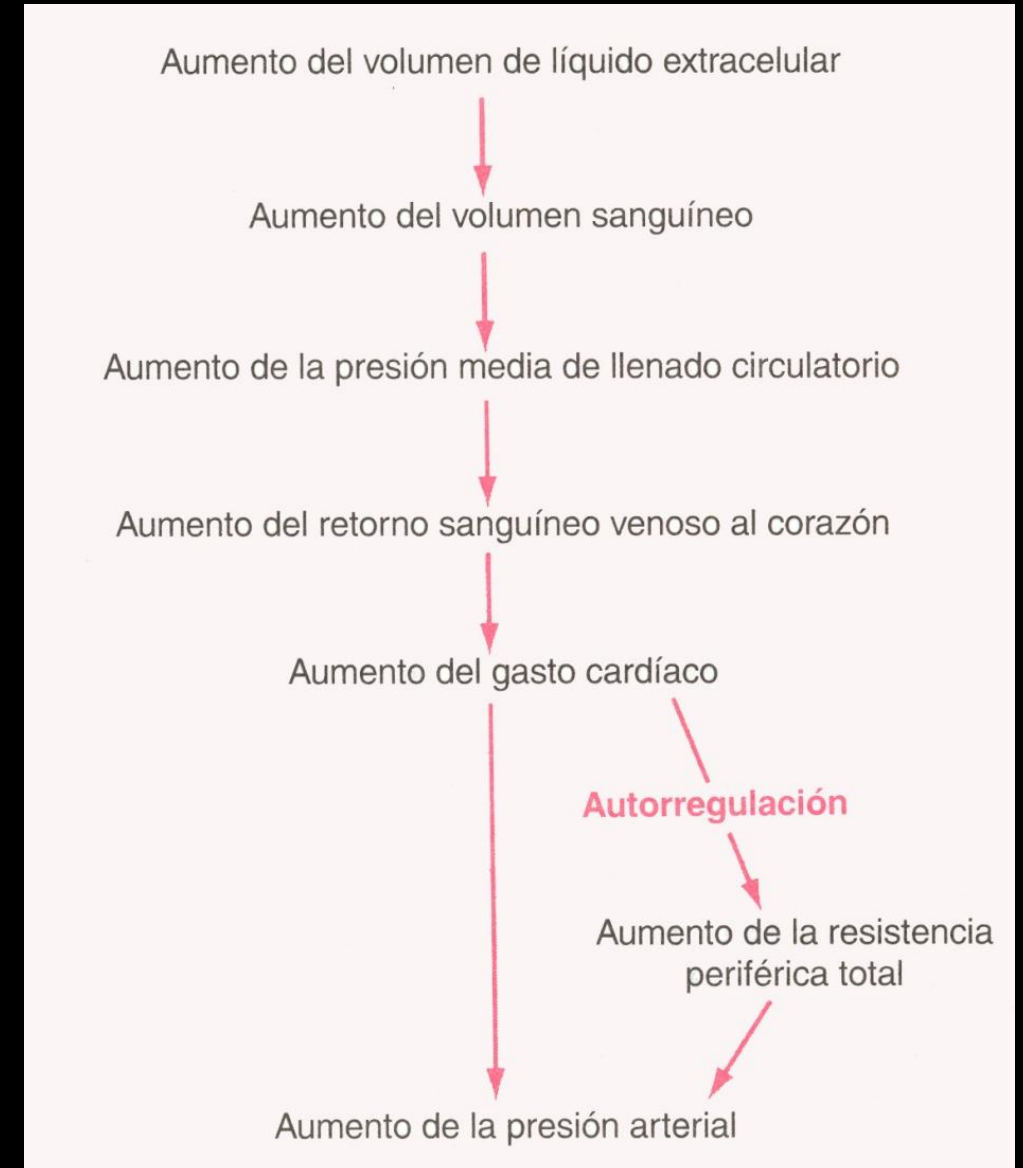 Aumento del volumen de líquido extracelular
Aumento del volumen sanguíneo
Aumento de la presión media de llenado circulatorio
Aumento del retorno sanguíneo venoso al corazón
Aumento del gasto cardíaco
Autorregulación
Aumento de la resistencia
periférica total
Aumento de la presión arterial